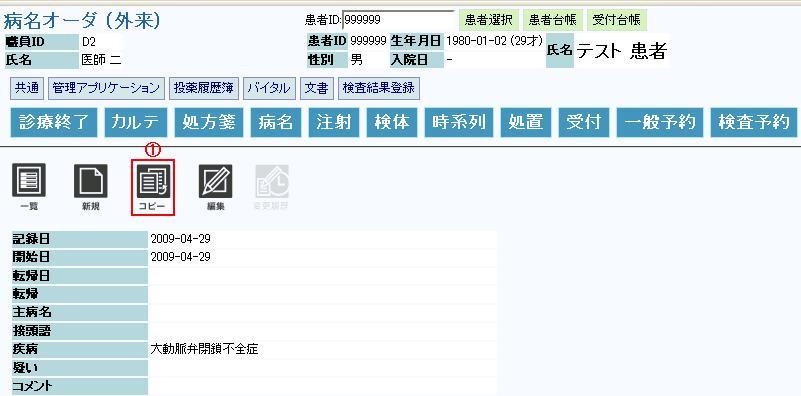 病名オーダ (外来)
患者ID: 999999 患者選択 患者台帳 受付台帳
職員ID D2 患者ID 999999 生年月日 1980-01-02 (29才) 氏名 テスト 患者
氏名 医師 二 性別 男 入院日 -
共通 管理アプリケーション 投薬履歴簿 バイタル 文書 検査結果登録
診療終了 カルテ 処方箋 病名 注射 検体 時系列 処置 受付 一般予約 検査予約
①
一覧 新規 コピー 編集 変更履歴
記録日 2009-04-29
開始日 2009-04-29
転帰日
転帰
主病名
接頭語
疾病 大動脈弁閉鎖不全症
疑い
コメント